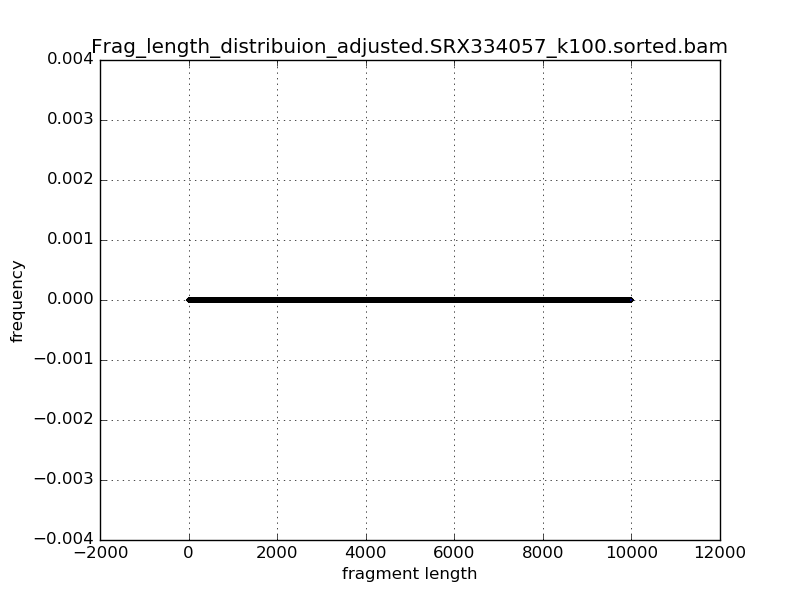 Frag_length_distribuion_adjusted.SRX334057_k100.sorted.bam
0.004
0.003
0.002
0.001
0.000
−0.001
−0.002
−0.003
−0.004
frequency
−2000 0 2000 4000 6000 8000 10000 12000
fragment length